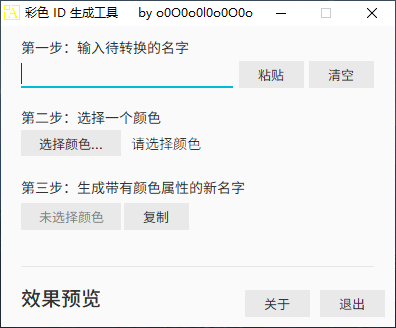 彩色 ID 生成工具 by o0O0o0l0o0O0o
第一步：输入待转换的名字
粘贴 清空
第二步：选择一个颜色
选择颜色... 请选择颜色
第三步：生成带有颜色属性的新名字
未选择颜色 复制
效果预览 关于 退出